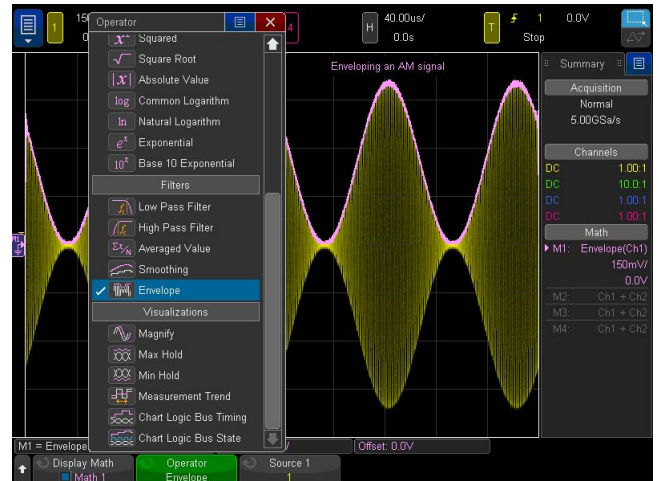 1
15
Operator
4
H
40.00us/
0.0s
T
1
0.0V
Stop
x² Squared
√ Square Root
|x| Absolute Value
log Common Logarithm
ln Natural Logarithm
eˣ Exponential
10ˣ Base 10 Exponential
Filters
Low Pass Filter
High Pass Filter
Σx/N Averaged Value
Smoothing
Envelope
Visualizations
Magnify
Max Hold
Min Hold
Measurement Trend
Chart Logic Bus Timing
Chart Logic Bus State
Enveloping an AM signal
Summary
Acquisition
Normal
5.00GSa/s
Channels
DC 1.00:1
DC 10.0:1
DC 1.00:1
DC 1.00:1
Math
M1: Envelope(Ch1)
150mV/
0.0V
M2: Ch1 + Ch2
M3: Ch1 + Ch2
M4: Ch1 + Ch2
M1 = Envelope
Offset: 0.0V
Display Math
Math 1
Operator
Envelope
Source 1
1